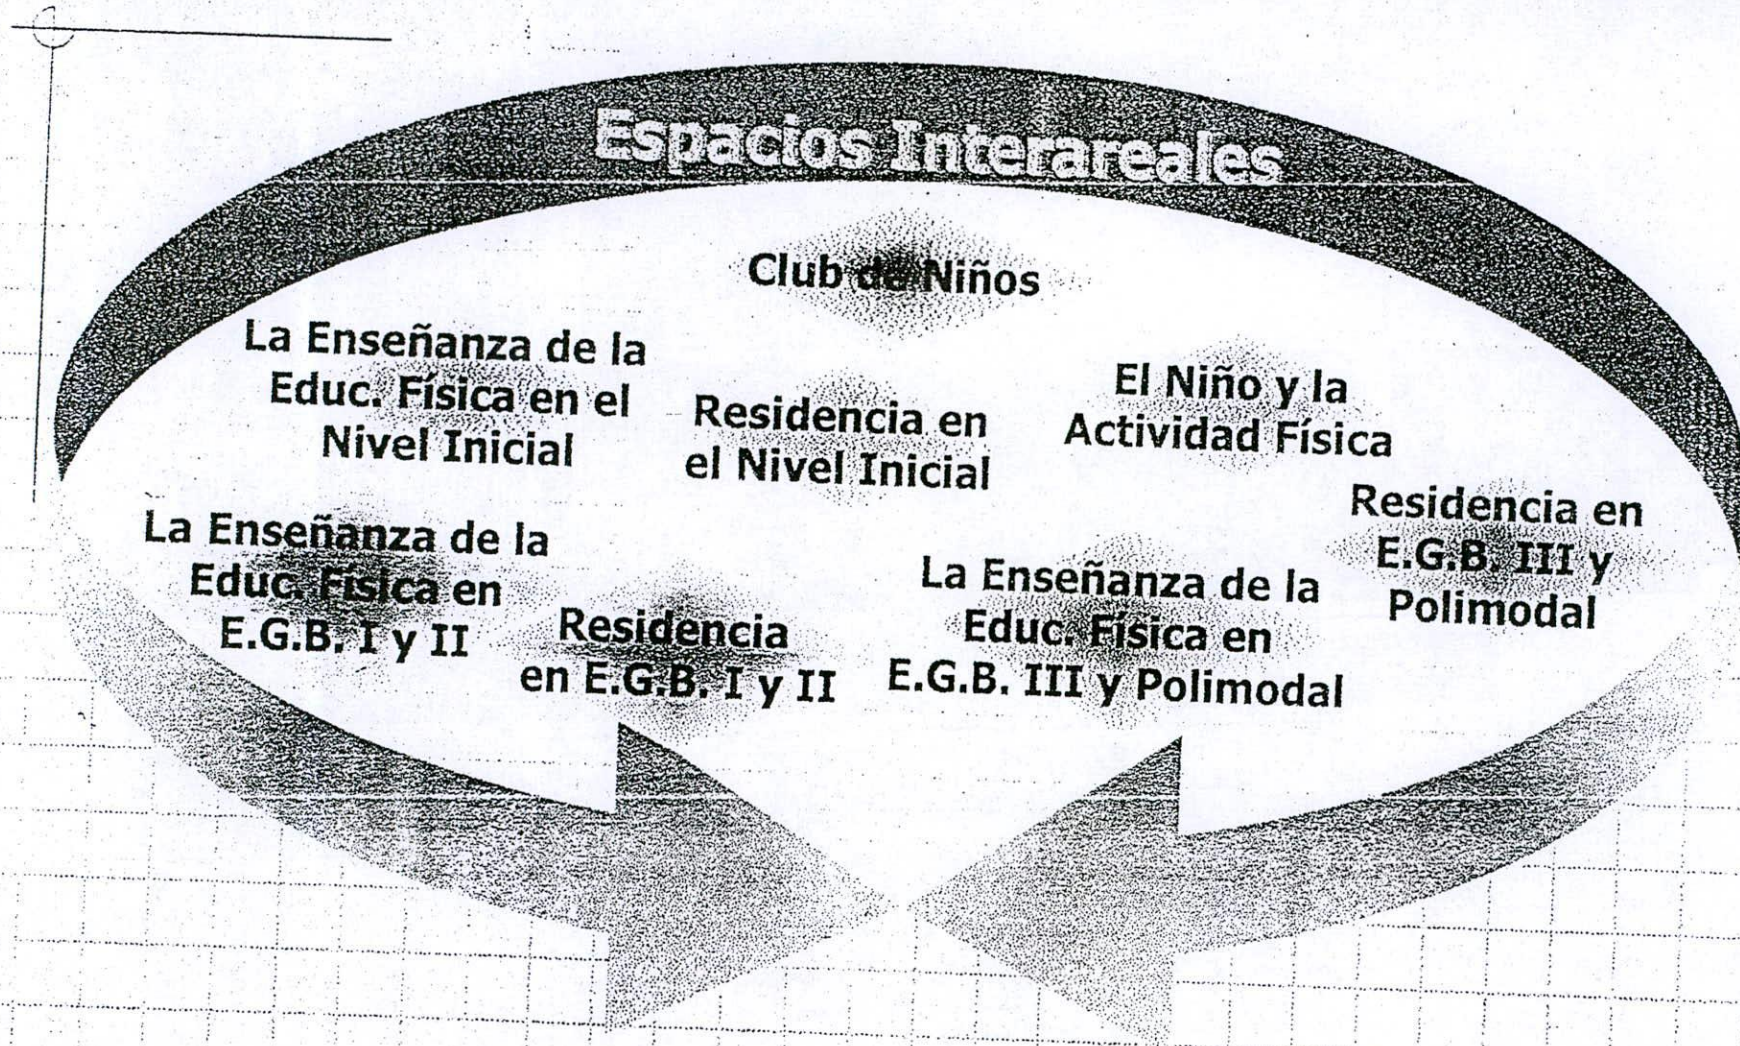 Espacios Interareales
Club de Niños
La Enseñanza de la
Educ. Física en el
Nivel Inicial
Residencia en
el Nivel Inicial
El Niño y la
Actividad Física
Residencia en
E.G.B. III y
Polimodal
La Enseñanza de la
Educ. Física en
E.G.B. I y II
Residencia
en E.G.B. I y II
La Enseñanza de la
Educ. Física en
E.G.B. III y Polimodal